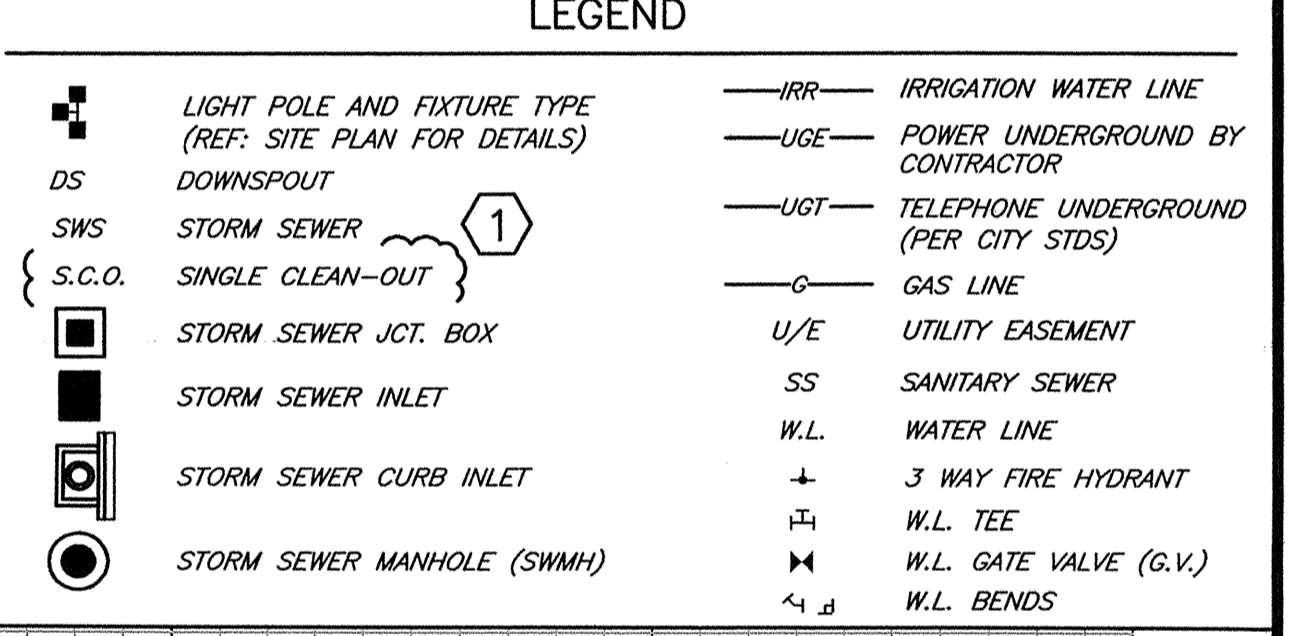 LEGEND
LIGHT POLE AND FIXTURE TYPE
(REF: SITE PLAN FOR DETAILS)
DS DOWNSPOUT
SWS STORM SEWER
1
S.C.O. SINGLE CLEAN-OUT
STORM SEWER JCT. BOX
STORM SEWER INLET
STORM SEWER CURB INLET
STORM SEWER MANHOLE (SWMH)
IRR IRRIGATION WATER LINE
UGE POWER UNDERGROUND BY
CONTRACTOR
UGT TELEPHONE UNDERGROUND
(PER CITY STDS)
G GAS LINE
U/E UTILITY EASEMENT
SS SANITARY SEWER
W.L. WATER LINE
3 WAY FIRE HYDRANT
W.L. TEE
W.L. GATE VALVE (G.V.)
W.L. BENDS